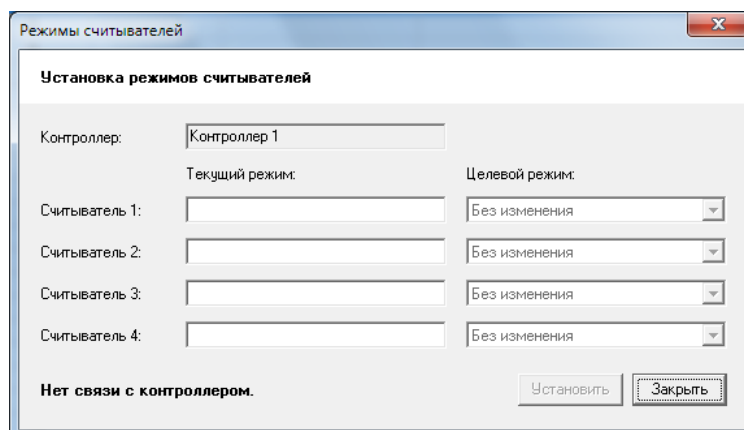 Режимы считывателей
Установка режимов считывателей
Контроллер: Контроллер 1
Текущий режим: Целевой режим:
Считыватель 1: Без изменения
Считыватель 2: Без изменения
Считыватель 3: Без изменения
Считыватель 4: Без изменения
Нет связи с контроллером. Установить Закрыть